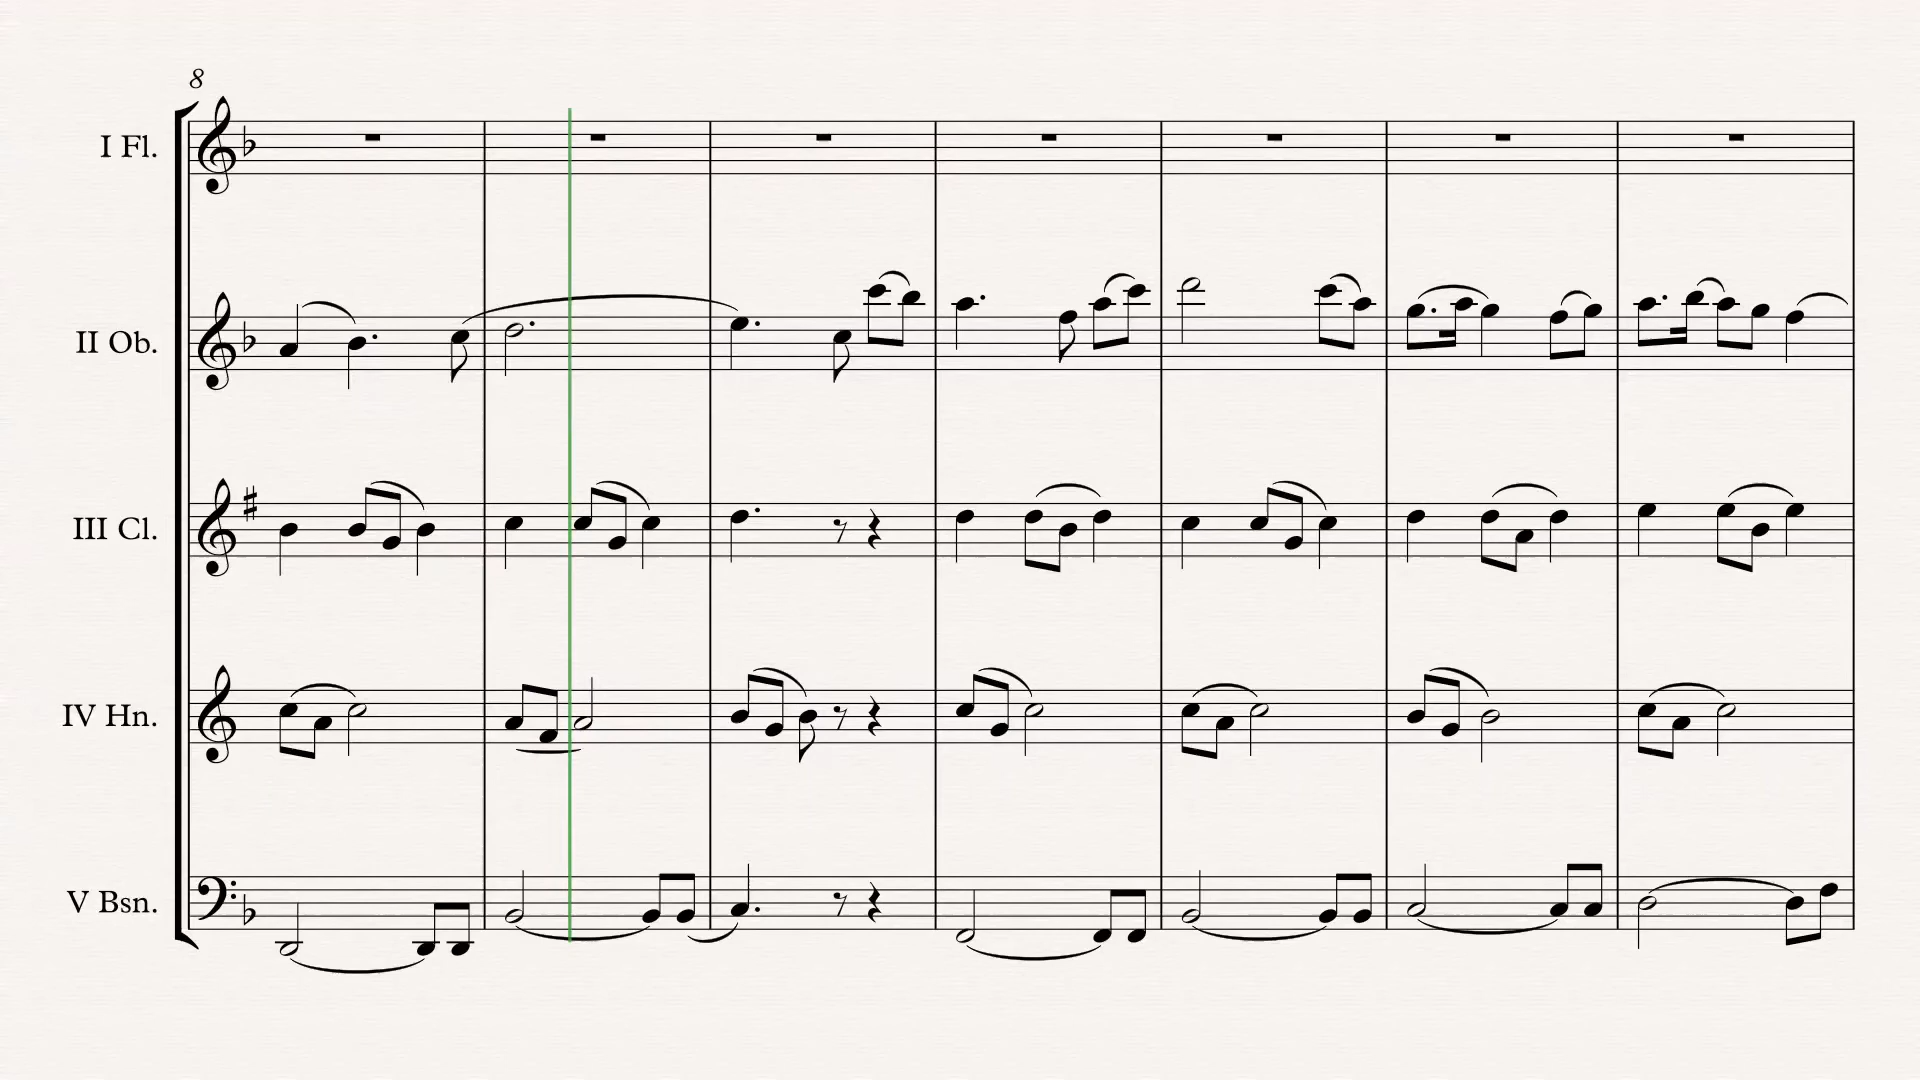 8
I Fl.
II Ob.
III Cl.
IV Hn.
V Bsn.